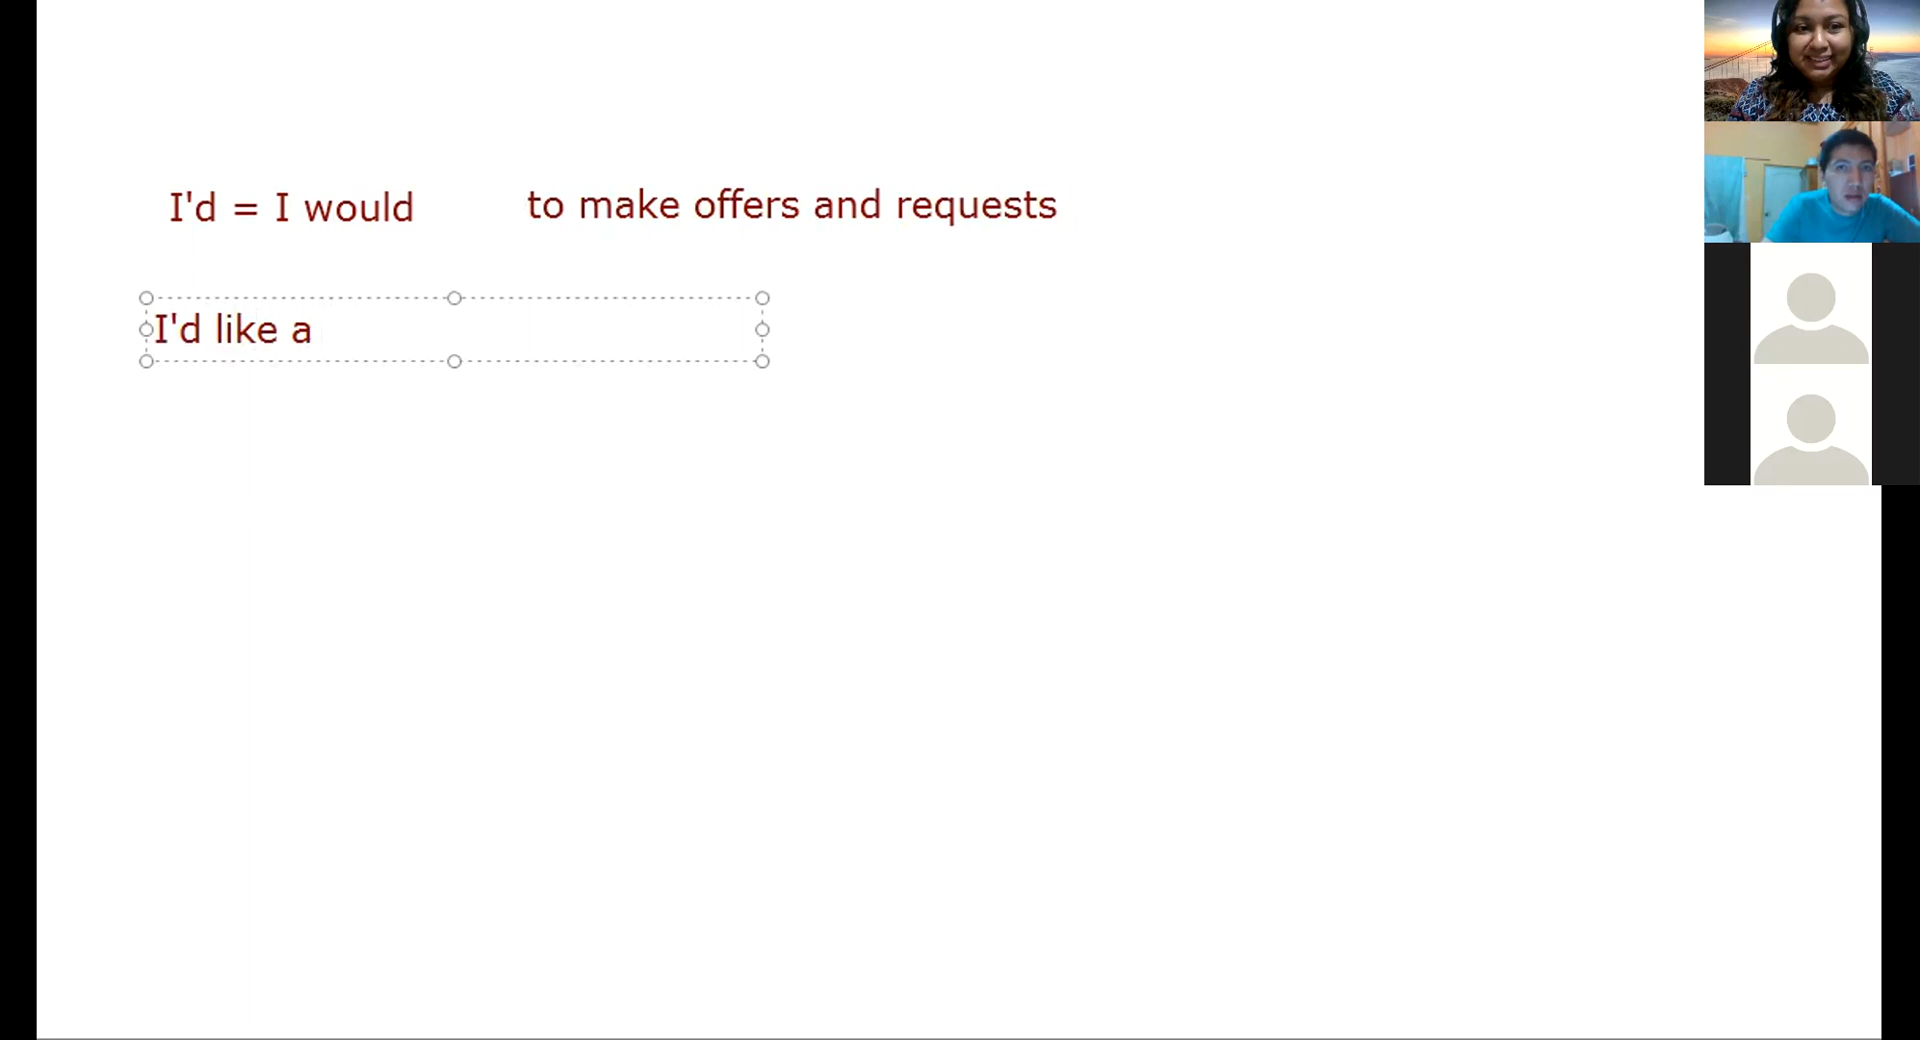 I'd = I would to make offers and requests
I'd like a